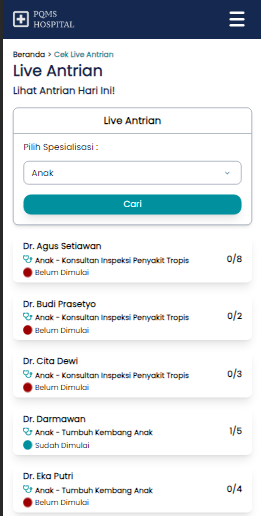 PQMS
HOSPITAL
Beranda > Cek Live Antrian
Live Antrian
Lihat Antrian Hari Ini!
Live Antrian
Pilih Spesialisasi :
Anak
Cari
Dr. Agus Setiawan
Anak - Konsultan Inspeksi Penyakit Tropis
0/8
Belum Dimulai
Dr. Budi Prasetyo
Anak - Konsultan Inspeksi Penyakit Tropis
0/2
Belum Dimulai
Dr. Cita Dewi
Anak - Konsultan Inspeksi Penyakit Tropis
0/3
Belum Dimulai
Dr. Darmawan
Anak - Tumbuh Kembang Anak
1/5
Sudah Dimulai
Dr. Eka Putri
Anak - Tumbuh Kembang Anak
0/4
Belum Dimulai